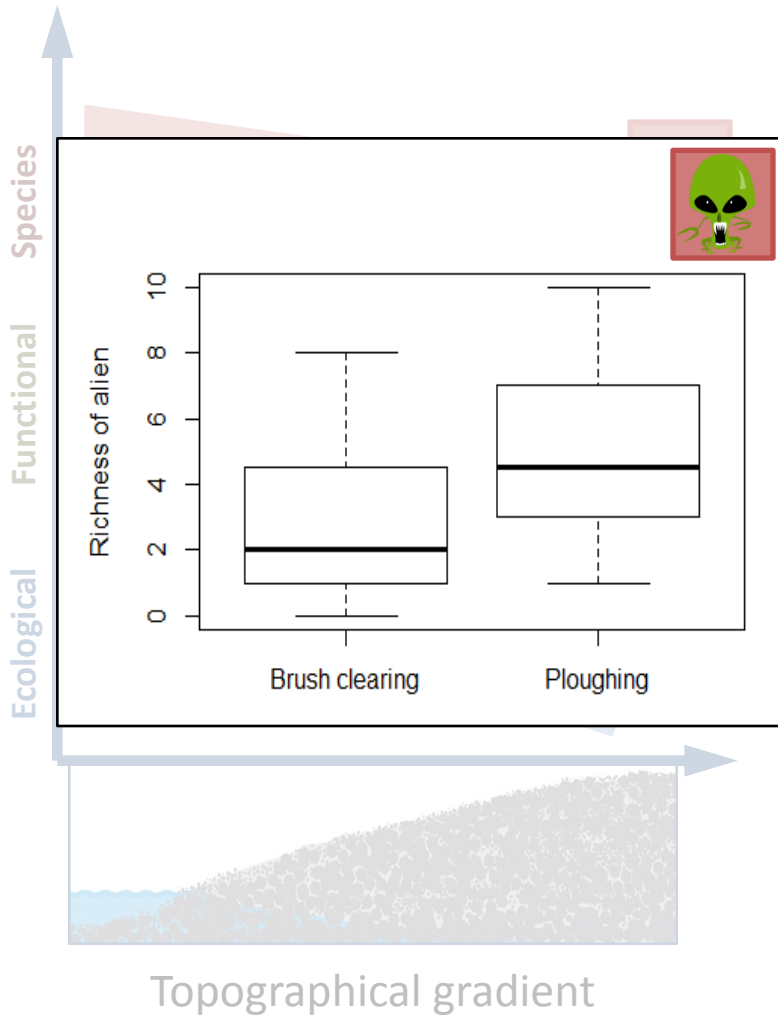 Species
Functional
Ecological
Richness of alien
10
8
6
4
2
0
Brush clearing
Ploughing
Topographical gradient